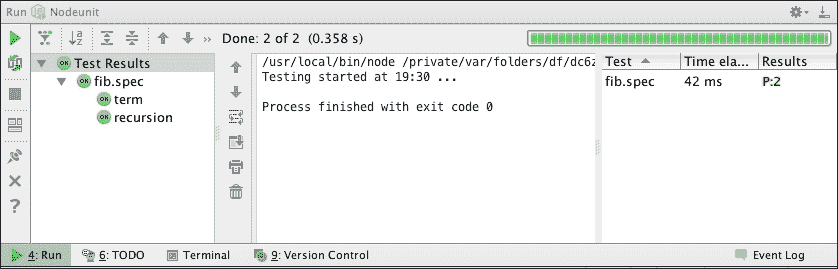 Run Nodeunit
Done: 2 of 2 (0.358 s)
Test Results
fib.spec
term
recursion
/usr/local/bin/node /private/var/folders/df/dc6z
Testing started at 19:30 ...
Process finished with exit code 0
Test Time ela... Results
fib.spec 42 ms P:2
4: Run 6: TODO Terminal 9: Version Control Event Log